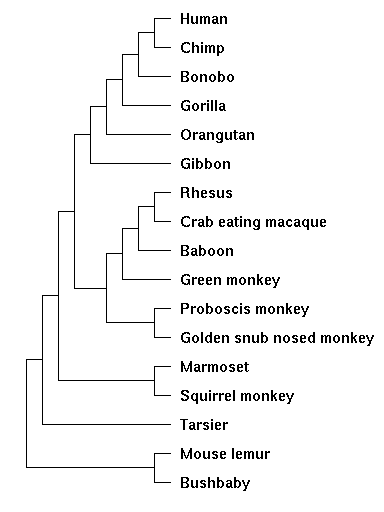 Human
Chimp
Bonobo
Gorilla
Orangutan
Gibbon
Rhesus
Crab eating macaque
Baboon
Green monkey
Proboscis monkey
Golden snub nosed monkey
Marmoset
Squirrel monkey
Tarsier
Mouse lemur
Bushbaby